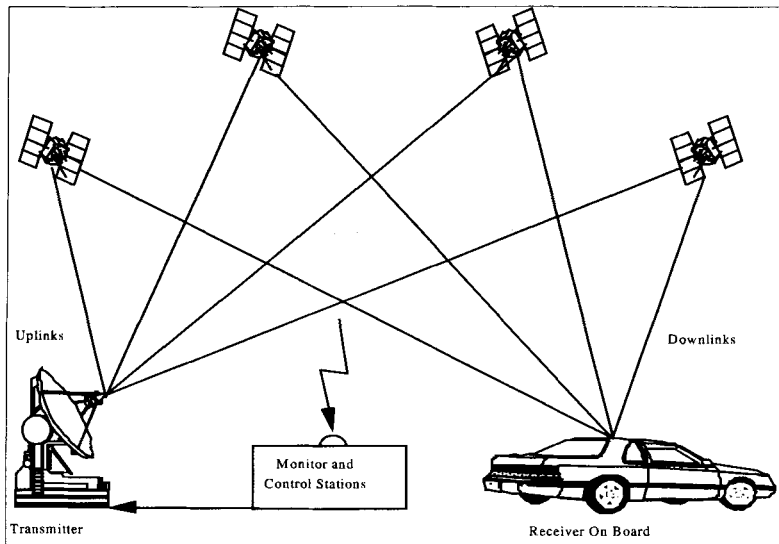 Uplinks
Downlinks
Monitor and
Control Stations
Transmitter
Receiver On Board